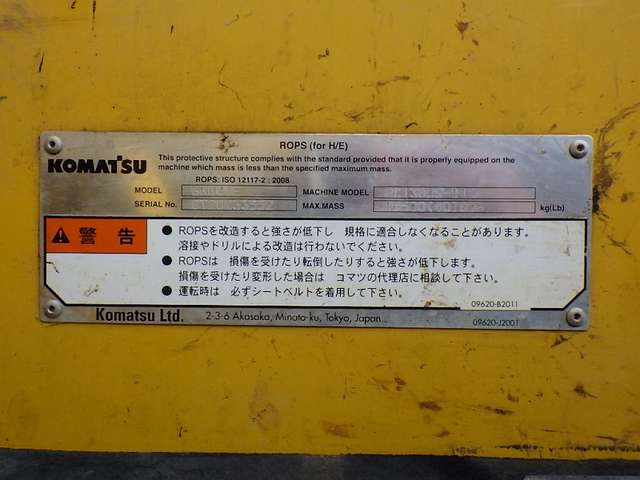 ROPS (for H/E)
KOMATSU
This protective structure complies with the standard provided that it is properly equipped on the
machine which mass is less than the specified maximum mass.
ROPS: ISO 12117-2 : 2008
MODEL
MACHINE MODEL
SERIAL No.
MAX.MASS
kg(Lb)
警告
● ROPSを改造すると強さが低下し 規格に適合しなくなることがあります。
溶接やドリルによる改造は行わないでください。
● ROPSは 損傷を受けたり転倒したりすると強さが低下します。
損傷を受けたり変形した場合は コマツの代理店に相談して下さい。
● 運転時は 必ずシートベルトを着用して下さい。
09620-B2011
Komatsu Ltd.
2-3-6 Akasaka, Minato-ku, Tokyo, Japan
09620-J2001